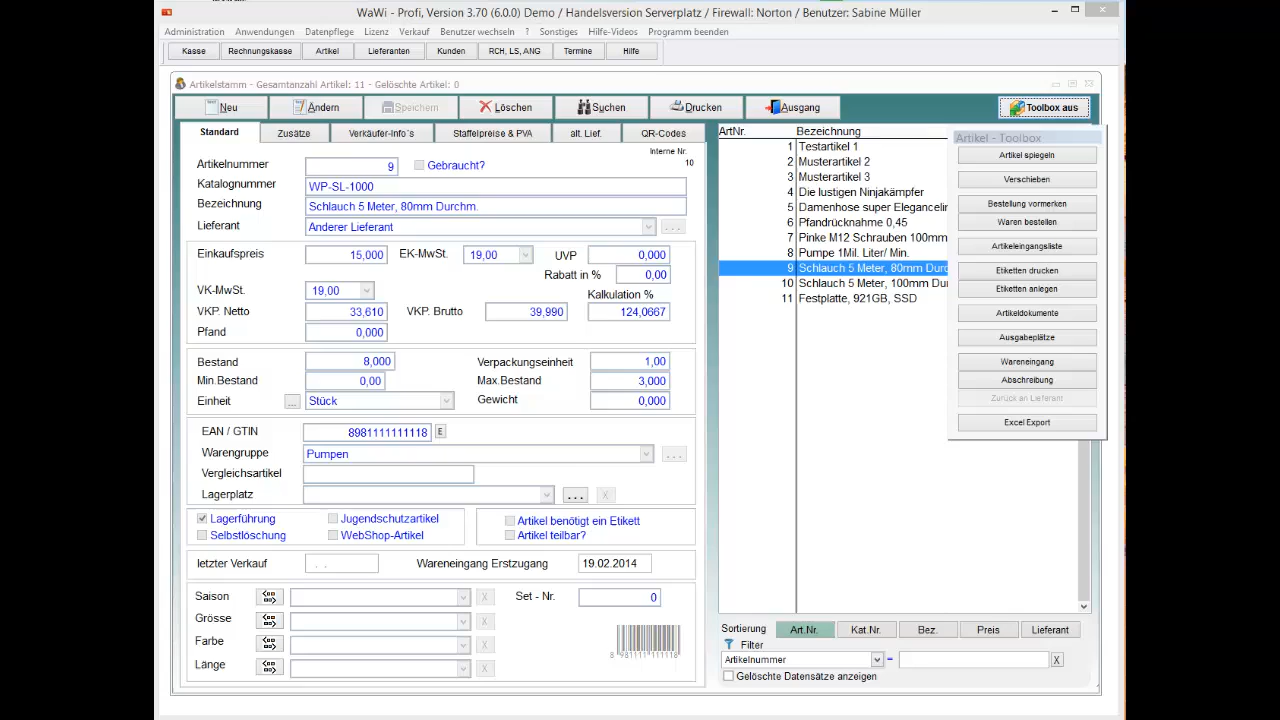 WaWi - Profi, Version 3.70 (6.0.0) Demo / Handelsversion Serverplatz / Firewall: Norton / Benutzer: Sabine Müller
Administration Anwendungen Datenpflege Lizenz Verkauf Benutzer wechseln ? Sonstiges Hilfe-Videos Programm beenden
Kasse Rechnungskasse Artikel Lieferanten Kunden RCH, LS, ANG Termine Hilfe
Artikelstamm - Gesamtanzahl Artikel: 11 - Gelöschte Artikel: 0
Neu Ändern Speichern Löschen Suchen Drucken Ausgang Toolbox aus
Standard Zusätze Verkäufer-Info´s Staffelpreise & PVA alt. Lief. QR-Codes
Interne Nr.
10
Artikelnummer 9 Gebraucht?
Katalognummer WP-SL-1000
Bezeichnung Schlauch 5 Meter, 80mm Durchm.
Lieferant Anderer Lieferant ...
Einkaufspreis 15,000 EK-MwSt. 19,00 UVP 0,000
Rabatt in % 0,00
Kalkulation %
VK-MwSt. 19,00
VKP. Netto 33,610 VKP. Brutto 39,990 124,0667
Pfand 0,000
Bestand 8,000 Verpackungseinheit 1,00
Min.Bestand 0,00 Max.Bestand 3,000
Einheit ... Stück Gewicht 0,000
EAN / GTIN 8981111111118 E
Warengruppe Pumpen ...
Vergleichsartikel
Lagerplatz ... X
Lagerführung Jugendschutzartikel Artikel benötigt ein Etikett
Selbstlöschung WebShop-Artikel Artikel teilbar?
letzter Verkauf . . Wareneingang Erstzugang 19.02.2014
Saison X Set - Nr. 0
Grösse X
Farbe X
Länge X
8 981111 111118
ArtNr. Bezeichnung
1 Testartikel 1
2 Musterartikel 2
3 Musterartikel 3
4 Die lustigen Ninjakämpfer
5 Damenhose super Elegancelin
6 Pfandrücknahme 0,45
7 Pinke M12 Schrauben 100mm
8 Pumpe 1Mil. Liter/ Min.
9 Schlauch 5 Meter, 80mm Durc
10 Schlauch 5 Meter, 100mm Du
11 Festplatte, 921GB, SSD
Artikel - Toolbox
Artikel spiegeln
Verschieben
Bestellung vormerken
Waren bestellen
Artikeleingangsliste
Etiketten drucken
Etiketten anlegen
Artikeldokumente
Ausgabeplätze
Wareneingang
Abschreibung
Zurück an Lieferant
Excel Export
Sortierung Art.Nr. Kat.Nr. Bez. Preis Lieferant
Filter
Artikelnummer = X
Gelöschte Datensätze anzeigen